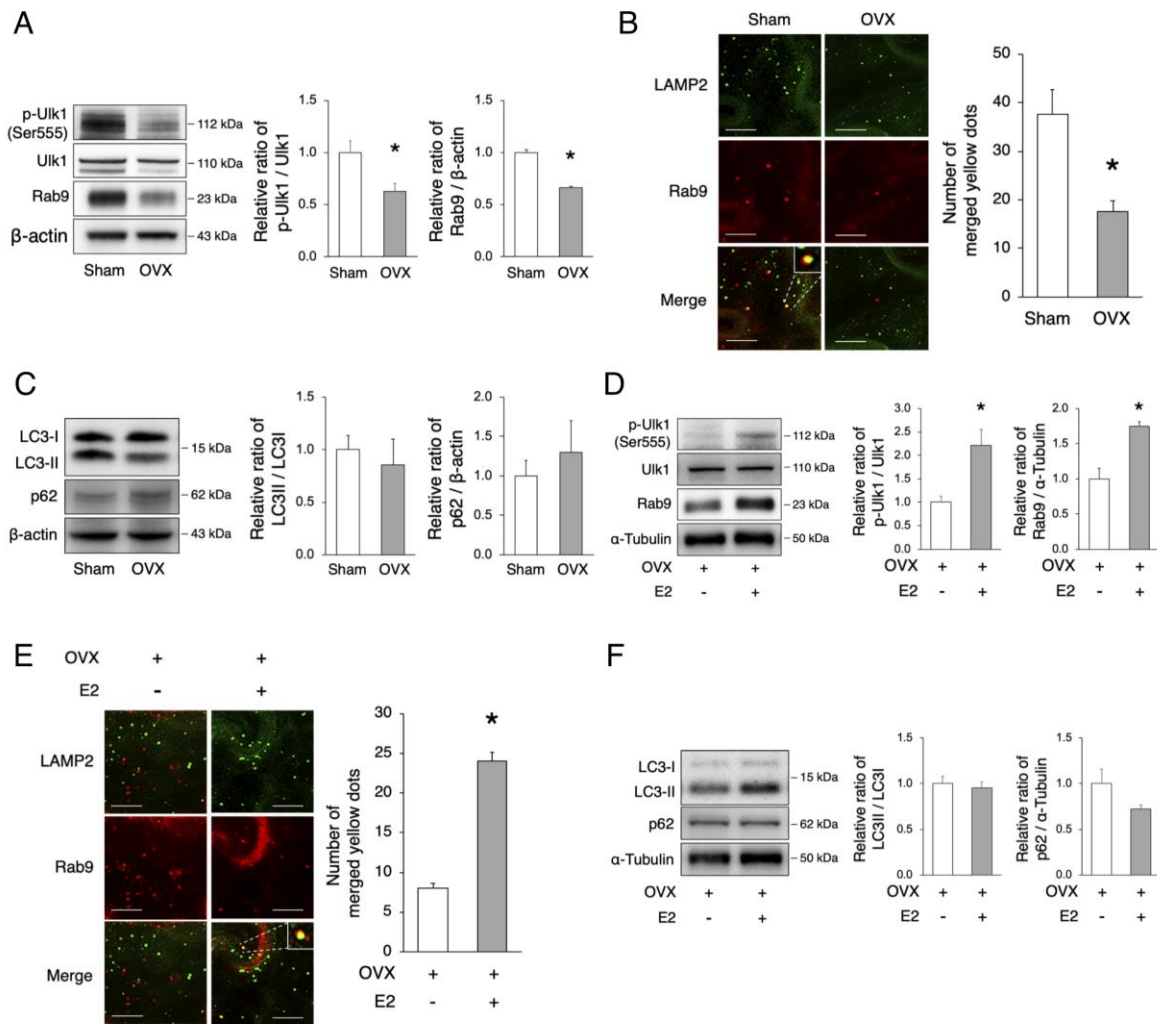 A
p-Ulk1
(Ser555)
Ulk1
Rab9
β-actin
112 kDa
110 kDa
23 kDa
43 kDa
Sham OVX
Relative ratio of
p-Ulk1 / Ulk1
1.5
1.0
0.5
0.0
*
Sham OVX
Relative ratio of
Rab9 / β-actin
1.5
1.0
0.5
0.0
*
Sham OVX
B
Sham OVX
LAMP2
Rab9
Merge
Number of
merged yellow dots
50
40
30
20
10
0
*
Sham OVX
C
LC3-I
LC3-II
p62
β-actin
15 kDa
62 kDa
43 kDa
Sham OVX
Relative ratio of
LC3II / LC3I
1.5
1.0
0.5
0.0
Sham OVX
Relative ratio of
p62 / β-actin
2.0
1.5
1.0
0.5
0.0
Sham OVX
D
p-Ulk1
(Ser555)
Ulk1
Rab9
α-Tubulin
112 kDa
110 kDa
23 kDa
50 kDa
OVX + +
E2 - +
Relative ratio of
p-Ulk1 / Ulk1
3.0
2.5
2.0
1.5
1.0
0.5
0.0
*
OVX + +
E2 - +
Relative ratio of
Rab9 / α-Tubulin
2.0
1.5
1.0
0.5
0.0
*
OVX + +
E2 - +
E
OVX + +
E2 - +
LAMP2
Rab9
Merge
Number of
merged yellow dots
30
25
20
15
10
5
0
*
OVX + +
E2 - +
F
LC3-I
LC3-II
p62
α-Tubulin
15 kDa
62 kDa
50 kDa
OVX + +
E2 - +
Relative ratio of
LC3II / LC3I
1.5
1.0
0.5
0.0
OVX + +
E2 - +
Relative ratio of
p62 / α-Tubulin
1.5
1.0
0.5
0.0
OVX + +
E2 - +